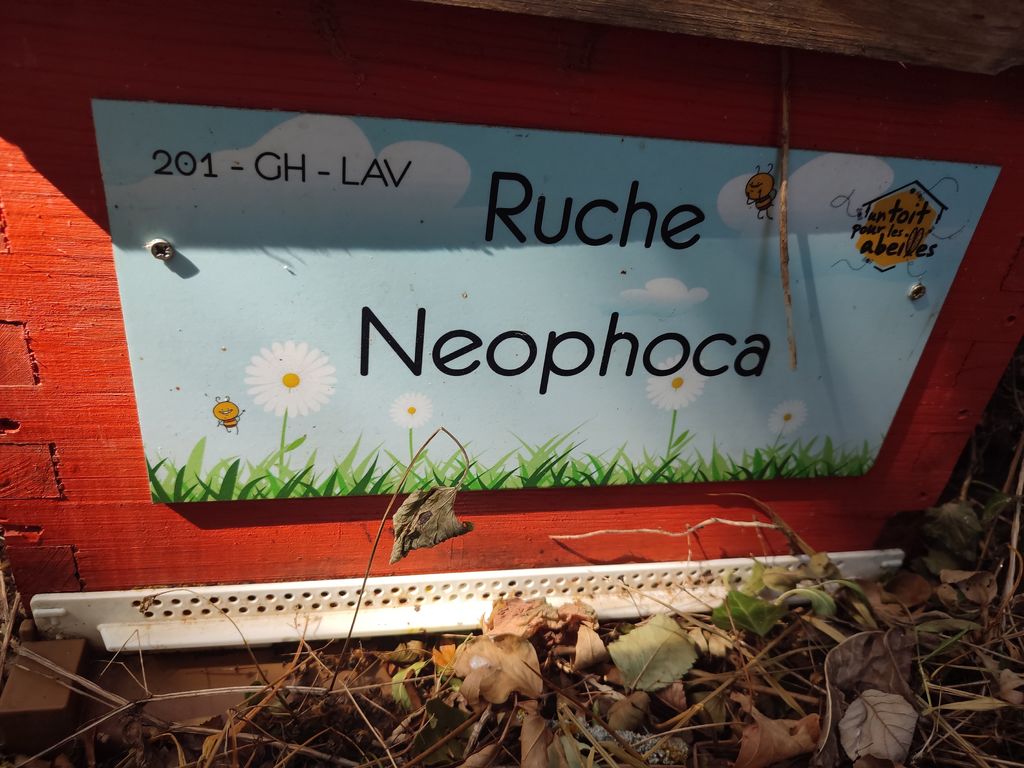 201 - GH - LAV
Ruche
Neophoca
un toit
pour les
abeilles